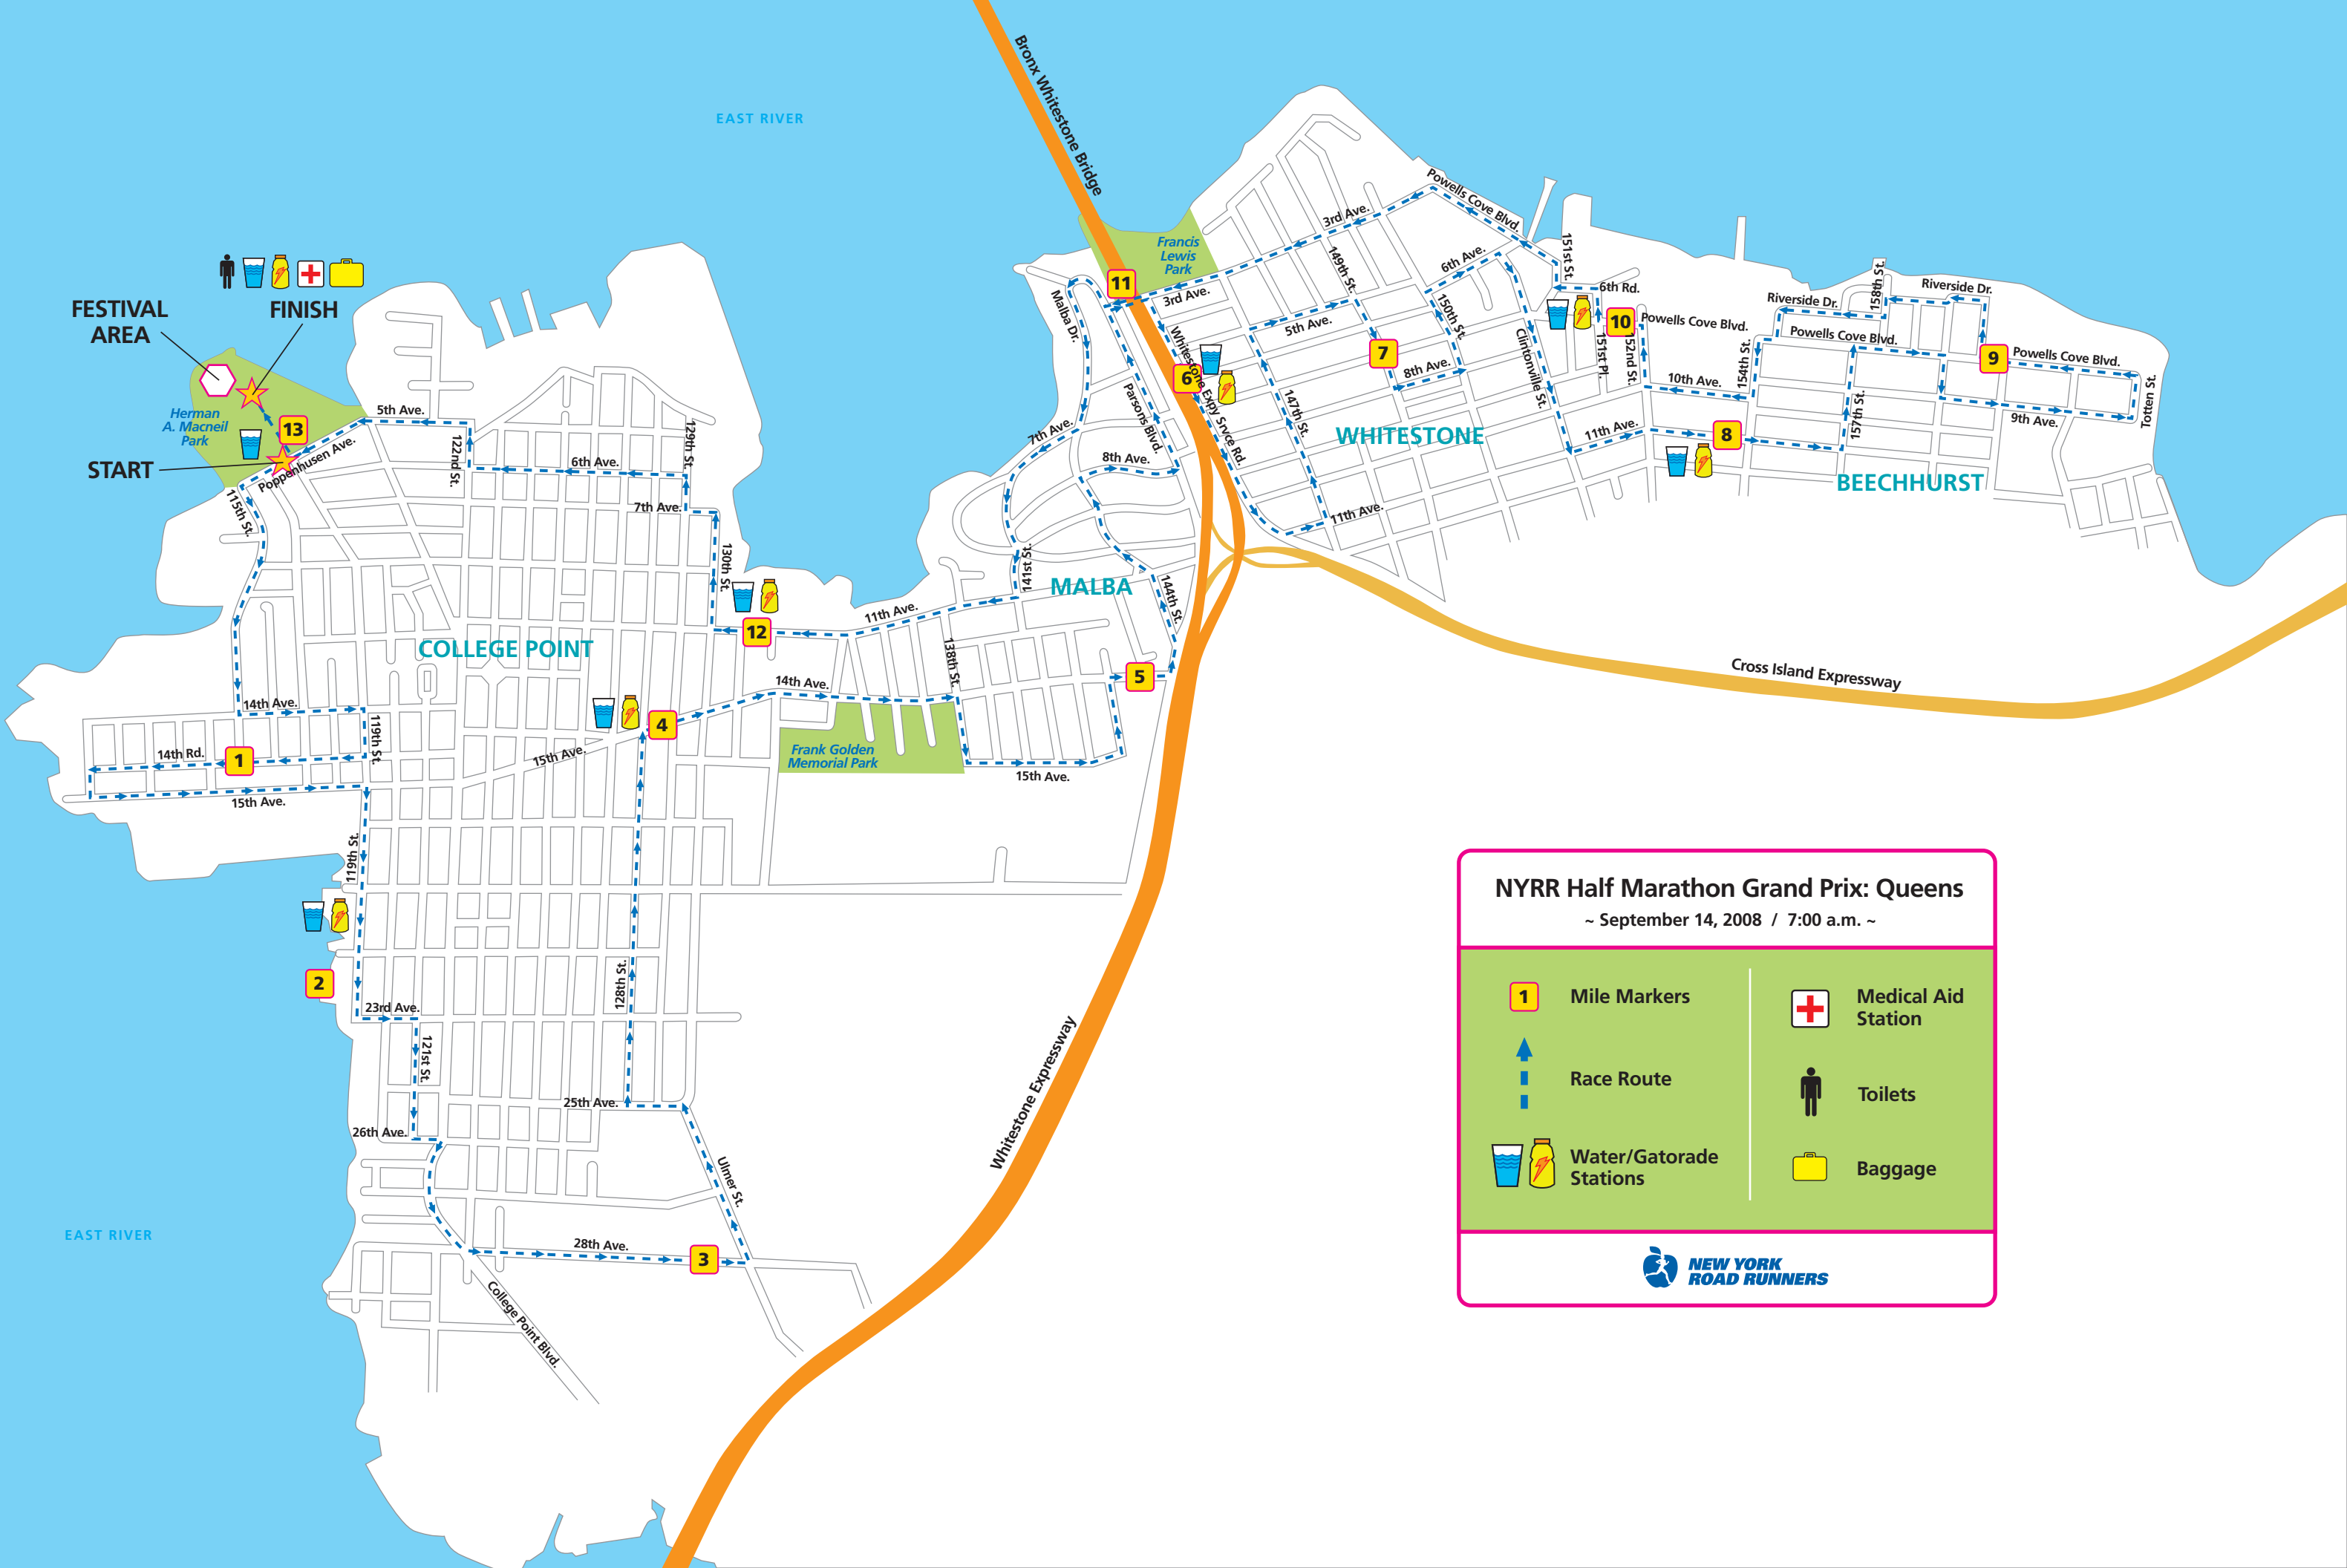 Bronx Whitestone Bridge
EAST RIVER
Powells Cove Blvd.
3rd Ave.
Francis
Lewis
Park
149th St.
6th Ave.
151st St.
11
3rd Ave.
Malba Dr.
6th Rd.
158th St.
Riverside Dr.
Riverside Dr.
150th St.
5th Ave.
10
Powells Cove Blvd.
Powells Cove Blvd.
Clintonville St.
151st Pl.
152nd St.
154th St.
7
9
Powells Cove Blvd.
FESTIVAL
AREA
FINISH
Whitestone Expy Srvce Rd.
6
8th Ave.
10th Ave.
Totten St.
Parsons Blvd.
147th St.
157th St.
9th Ave.
Herman
A. Macneil
Park
13
5th Ave.
START
Poppenhusen Ave.
122nd St.
129th St.
6th Ave.
7th Ave.
8th Ave.
WHITESTONE
11th Ave.
8
BEECHHURST
115th St.
7th Ave.
11th Ave.
130th St.
141st St.
MALBA
144th St.
11th Ave.
12
COLLEGE POINT
138th St.
5
Cross Island Expressway
14th Ave.
14th Ave.
119th St.
4
14th Rd.
1
15th Ave.
Frank Golden
Memorial Park
15th Ave.
15th Ave.
119th St.
2
23rd Ave.
128th St.
121st St.
25th Ave.
26th Ave.
Ulmer St.
Whitestone Expressway
EAST RIVER
28th Ave.
3
College Point Blvd.
NYRR Half Marathon Grand Prix: Queens
~ September 14, 2008 / 7:00 a.m. ~
1
Mile Markers
Race Route
Water/Gatorade
Stations
Medical Aid
Station
Toilets
Baggage
NEW YORK
ROAD RUNNERS